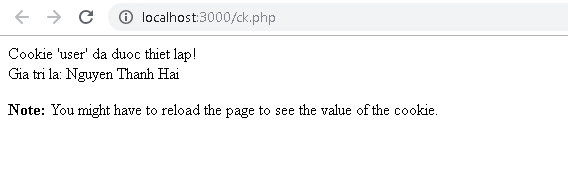 localhost:3000/ck.php
Cookie 'user' da duoc thiet lap!
Gia tri la: Nguyen Thanh Hai
Note: You might have to reload the page to see the value of the cookie.